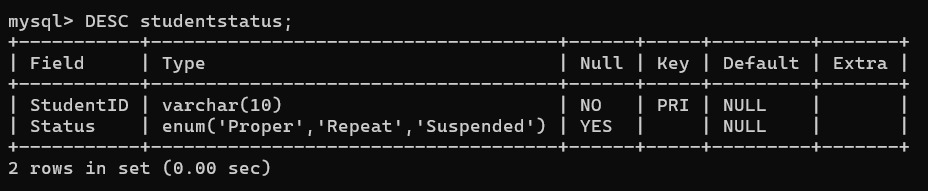 mysql> DESC studentstatus;
+-----------+-------------------------------------+------+-----+---------+-------+
| Field     | Type                                | Null | Key | Default | Extra |
+-----------+-------------------------------------+------+-----+---------+-------+
| StudentID | varchar(10)                         | NO   | PRI | NULL    |       |
| Status    | enum('Proper','Repeat','Suspended') | YES  |     | NULL    |       |
+-----------+-------------------------------------+------+-----+---------+-------+
2 rows in set (0.00 sec)